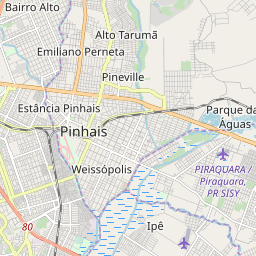 Bairro Alto
Alto Tarumã
Emiliano Perneta
Pineville
Estância Pinhais
Parque da
Águas
Pinhais
Weissópolis
PIRAQUARA /
Piraquara,
PR SISY
Ipê
80